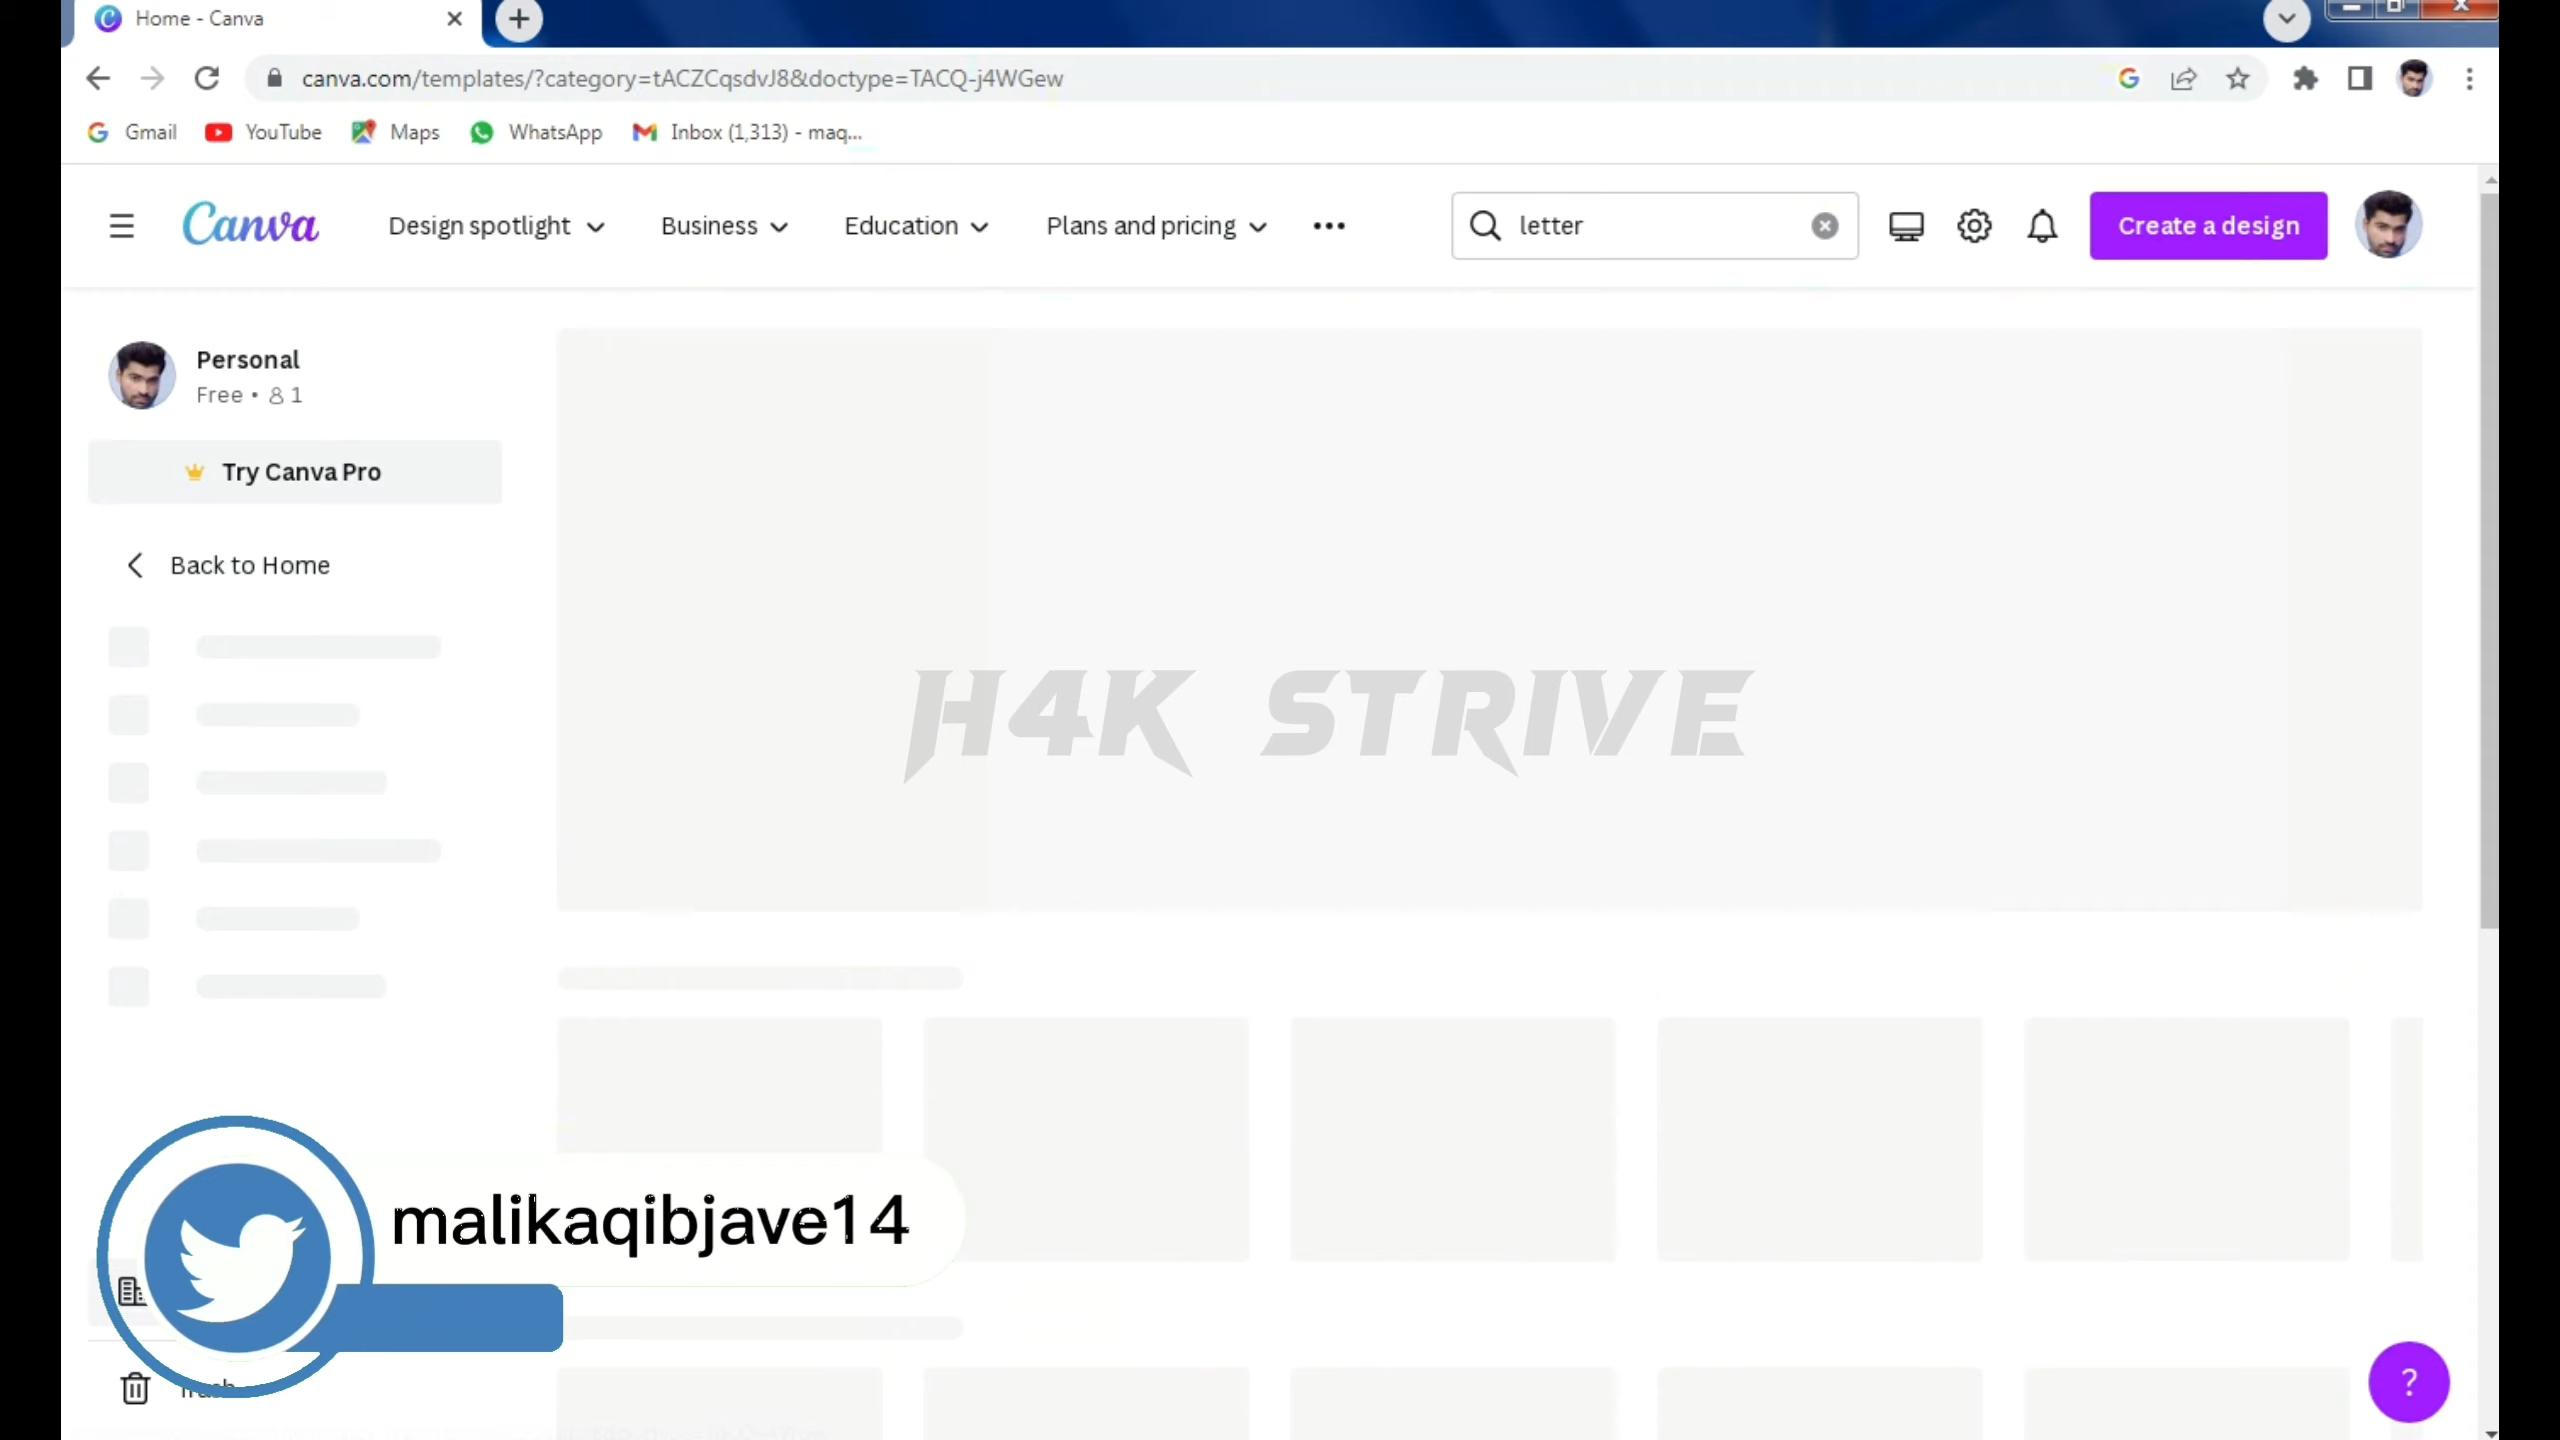 Home - Canva
canva.com/templates/?category=tACZCqsdvJ8&doctype=TACQ-j4WGew
Gmail YouTube Maps WhatsApp Inbox (1,313) - maq...
Canva Design spotlight Business Education Plans and pricing letter Create a design
Personal
Free • 1
Try Canva Pro
Back to Home
H4K STRIVE
malikaqibjave14
Trash
?